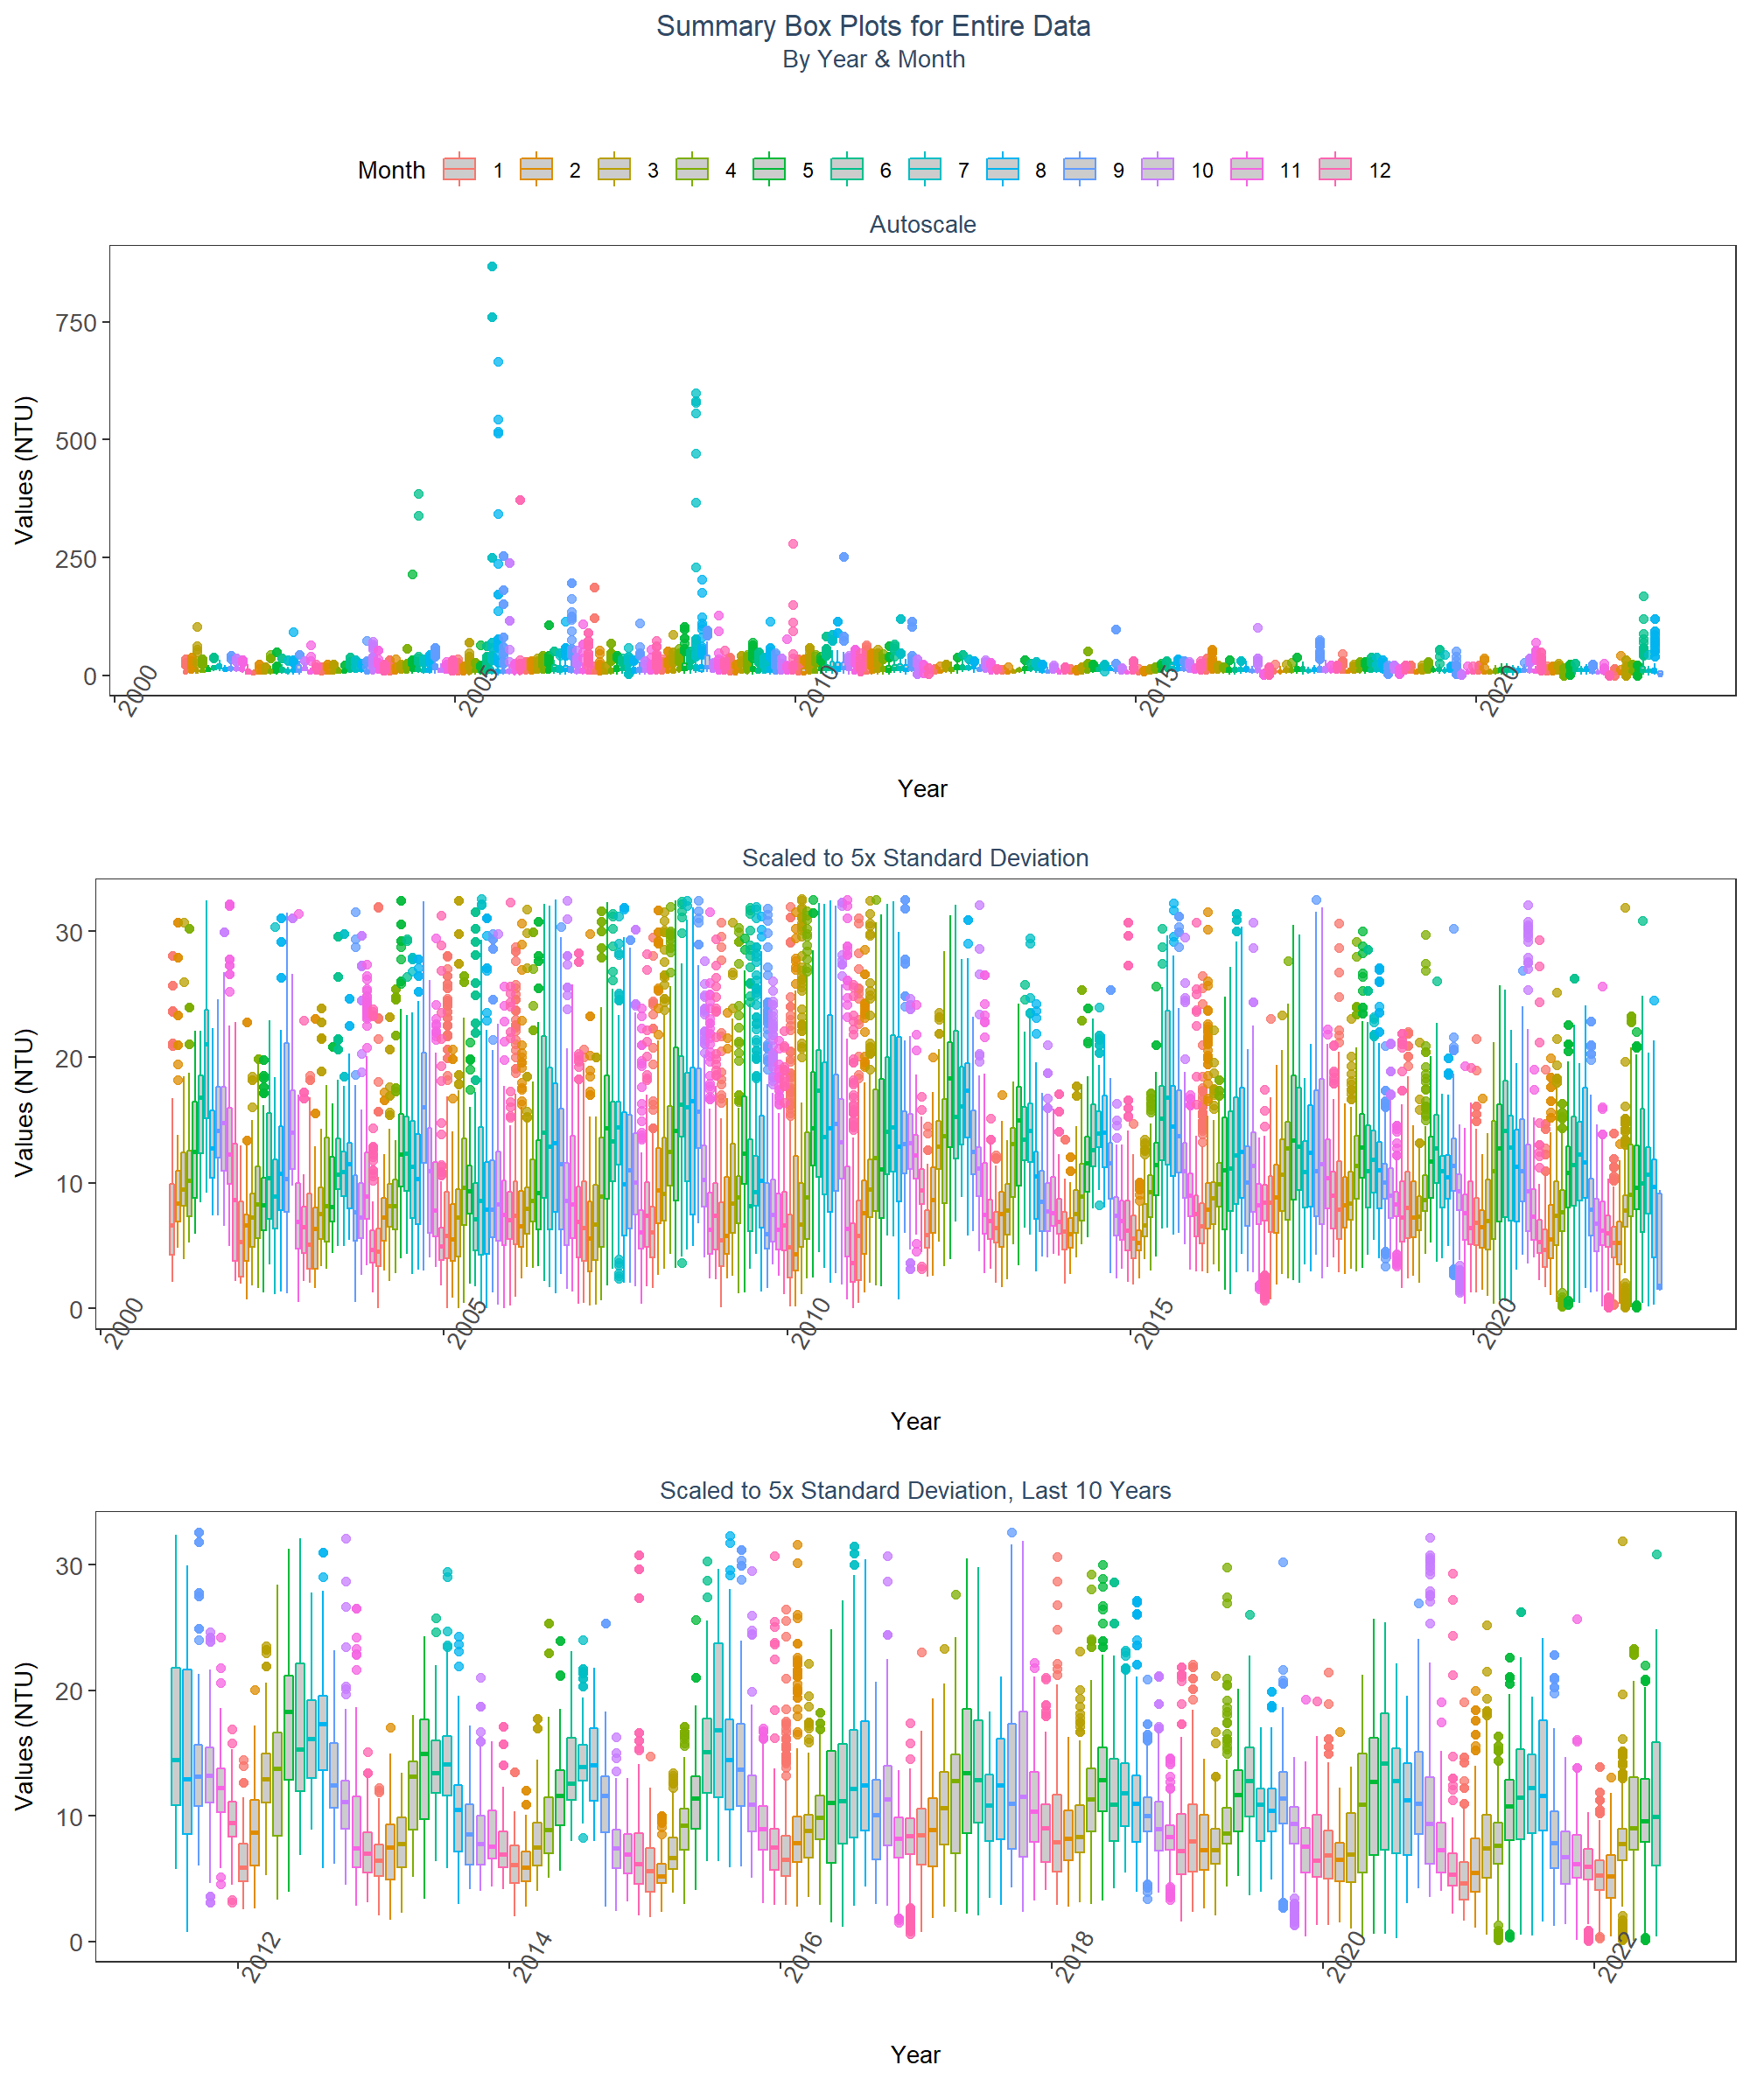 Summary Box Plots for Entire Data
By Year & Month
Month 1 2 3 4 5 6 7 8 9 10 11 12
Autoscale
Values (NTU)
750
500
250
0
2000 2005 2010 2015 2020
Year
Scaled to 5x Standard Deviation
Values (NTU)
30
20
10
0
2000 2005 2010 2015 2020
Year
Scaled to 5x Standard Deviation, Last 10 Years
Values (NTU)
30
20
10
0
2012 2014 2016 2018 2020 2022
Year